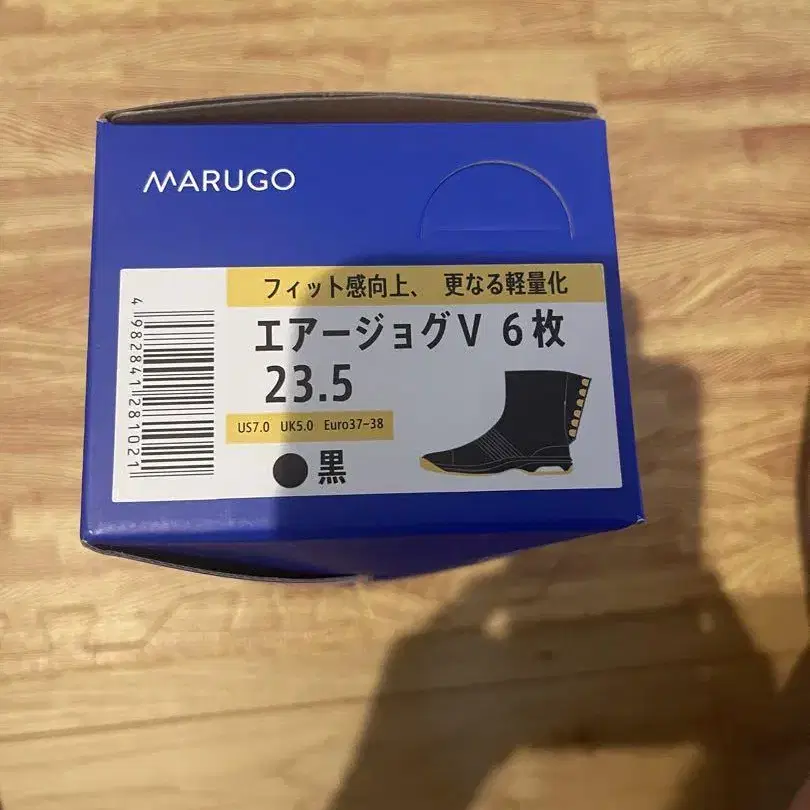 MARUGO
フィット感向上、 更なる軽量化
エアージョグⅤ 6枚
23.5
US7.0 UK5.0 Euro37-38
●黒
4 982841 281021